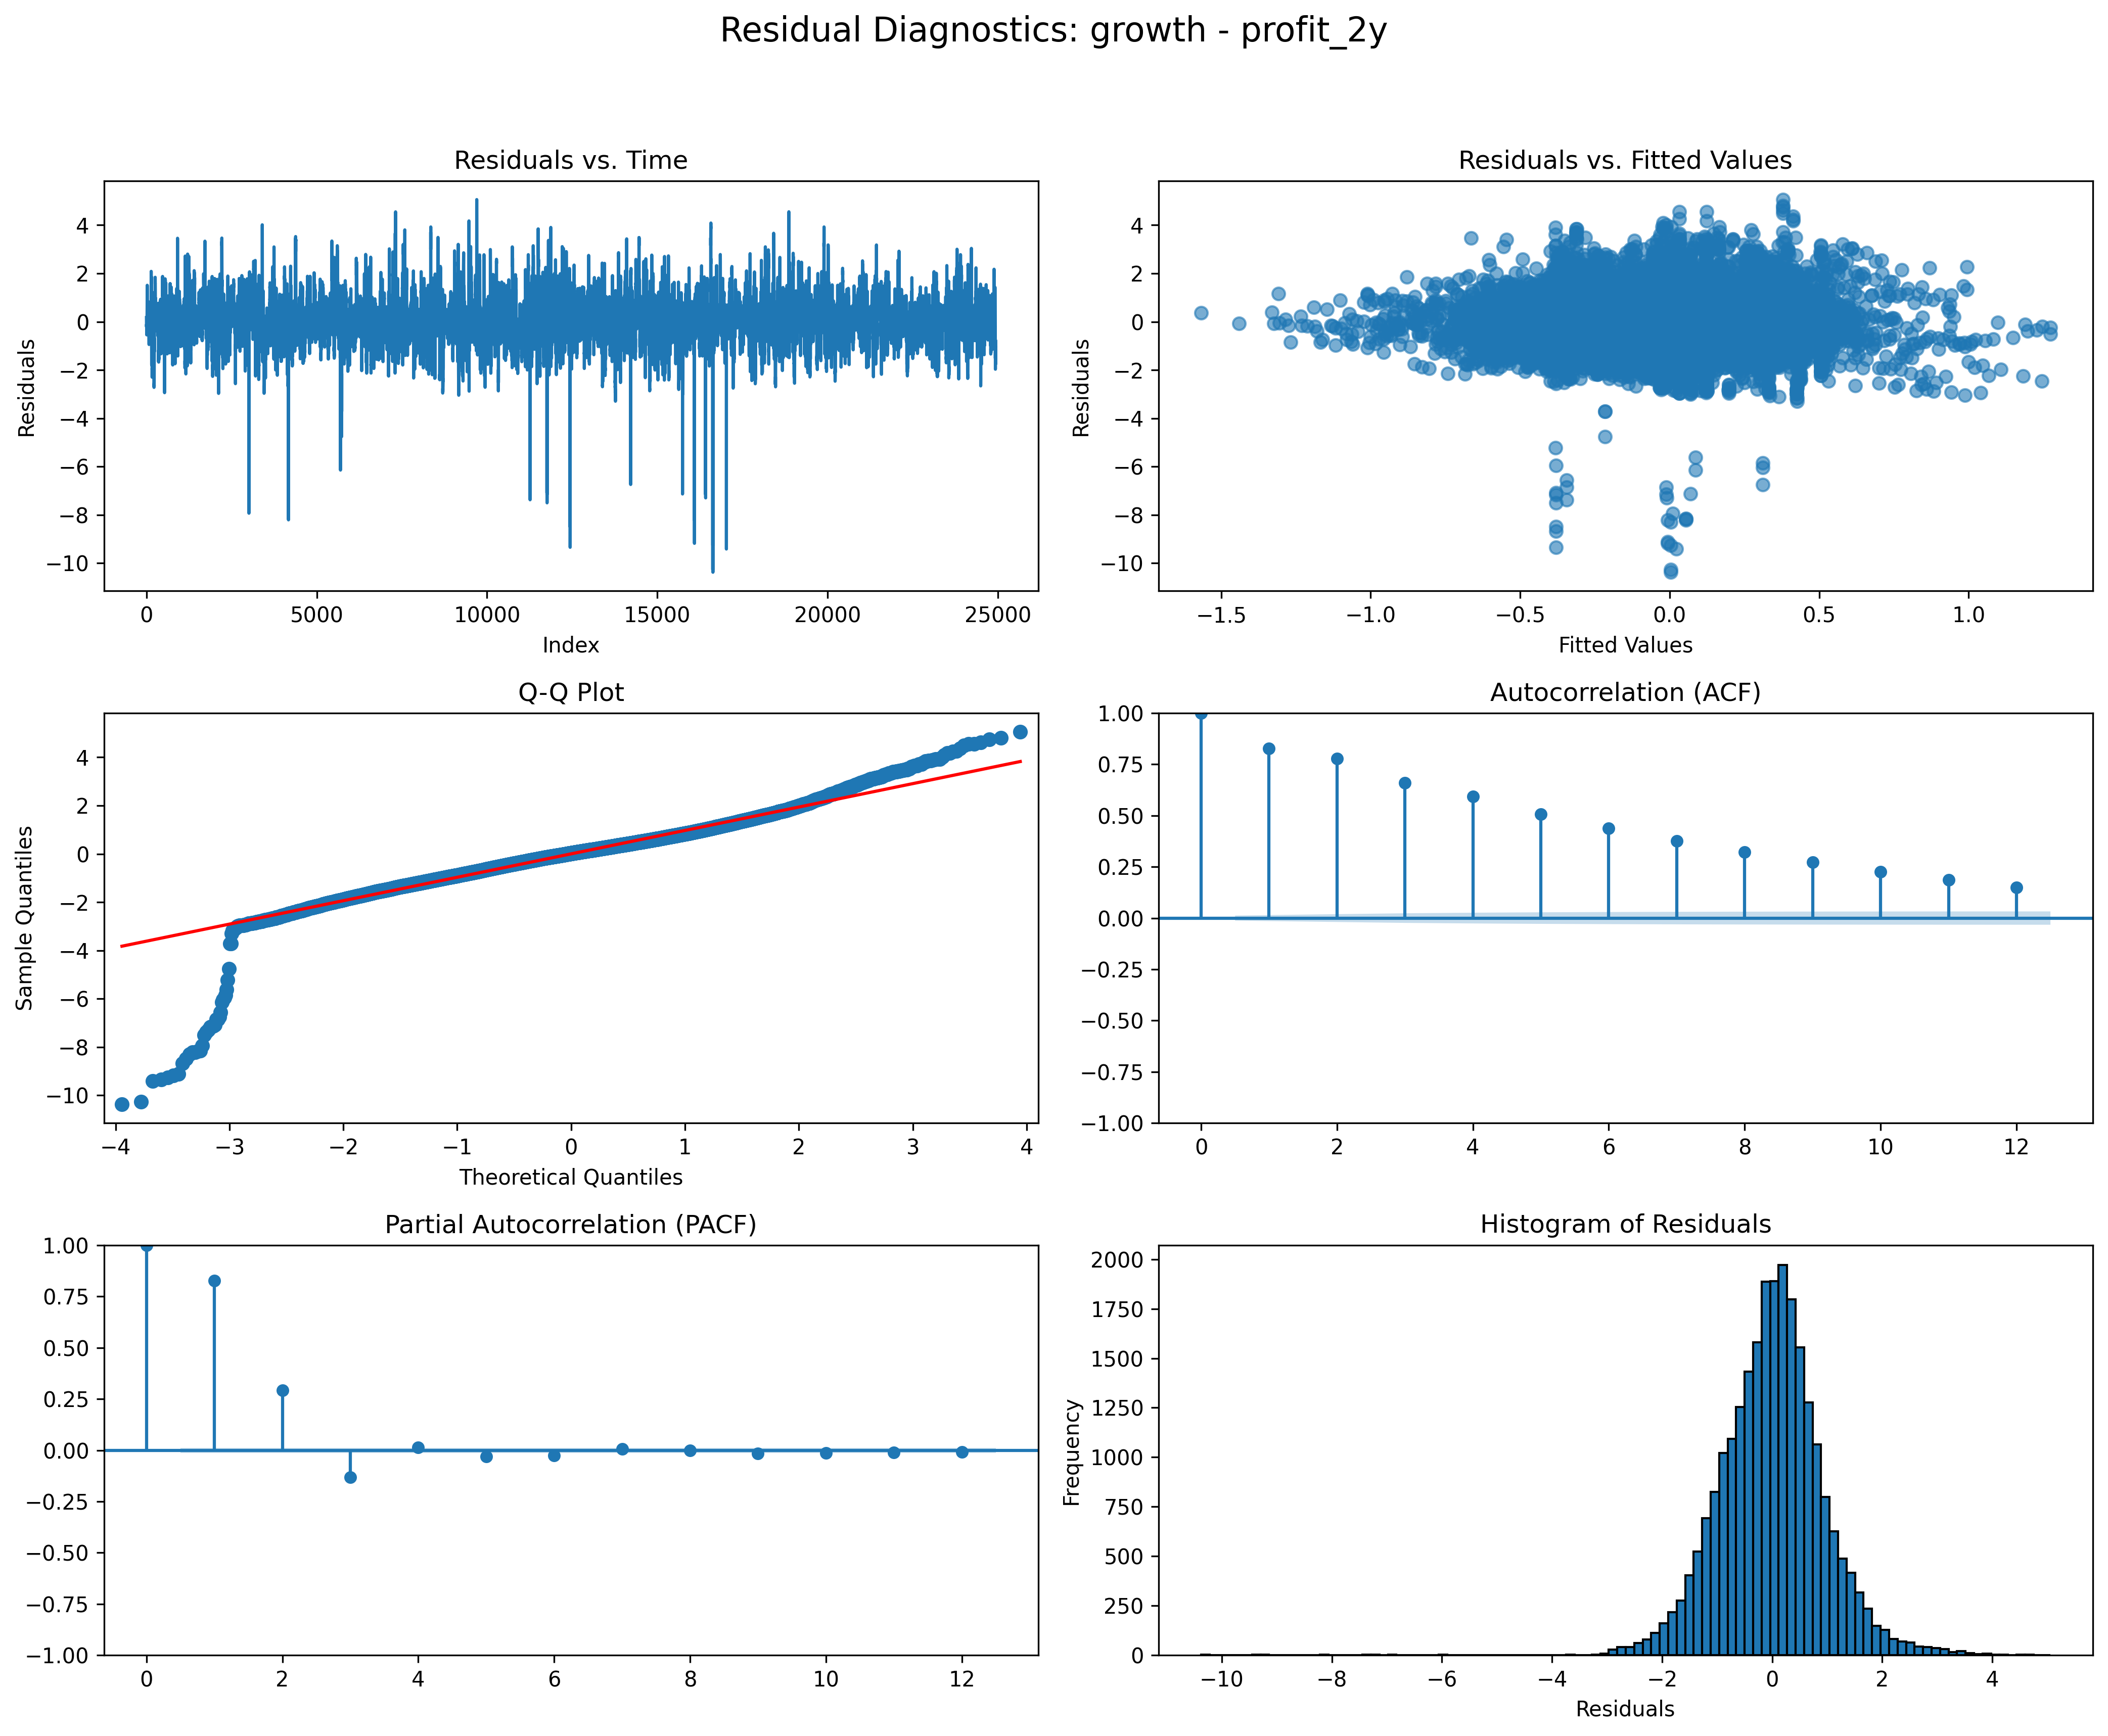 Residual Diagnostics: growth - profit_2y
Residuals vs. Time
4
2
0
−2
−4
−6
−8
−10
Residuals
0 5000 10000 15000 20000 25000
Index
Residuals vs. Fitted Values
4
2
0
−2
−4
−6
−8
−10
Residuals
−1.5 −1.0 −0.5 0.0 0.5 1.0
Fitted Values
Q-Q Plot
4
2
0
−2
−4
−6
−8
−10
Sample Quantiles
−4 −3 −2 −1 0 1 2 3 4
Theoretical Quantiles
Autocorrelation (ACF)
1.00
0.75
0.50
0.25
0.00
−0.25
−0.50
−0.75
−1.00
0 2 4 6 8 10 12
Partial Autocorrelation (PACF)
1.00
0.75
0.50
0.25
0.00
−0.25
−0.50
−0.75
−1.00
0 2 4 6 8 10 12
Histogram of Residuals
2000
1750
1500
1250
1000
750
500
250
0
Frequency
−10 −8 −6 −4 −2 0 2 4
Residuals